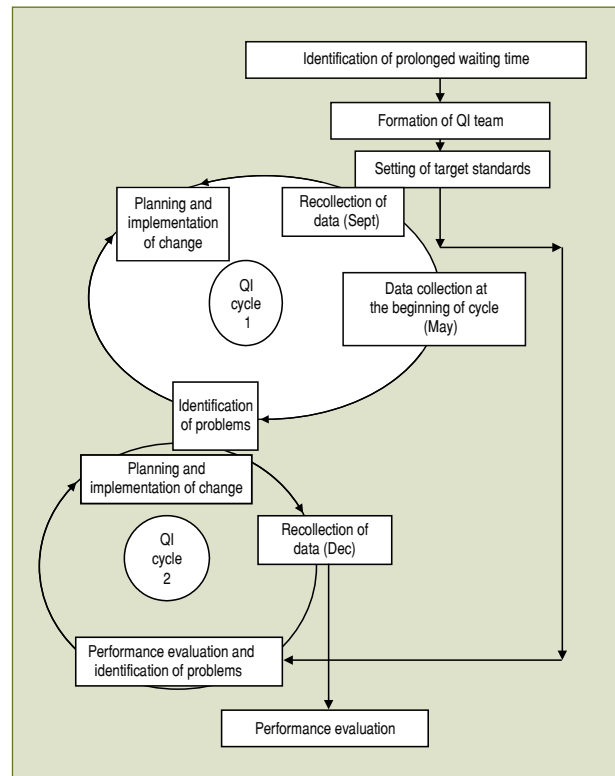 Identification of prolonged waiting time
Formation of QI team
Setting of target standards
Planning and
implementation
of change
Recollection of
data (Sept)
QI
cycle
1
Data collection at
the beginning of cycle
(May)
Identification
of problems
Planning and
implementation of change
QI
cycle
2
Recollection of
data (Dec)
Performance evaluation and
identification of problems
Performance evaluation